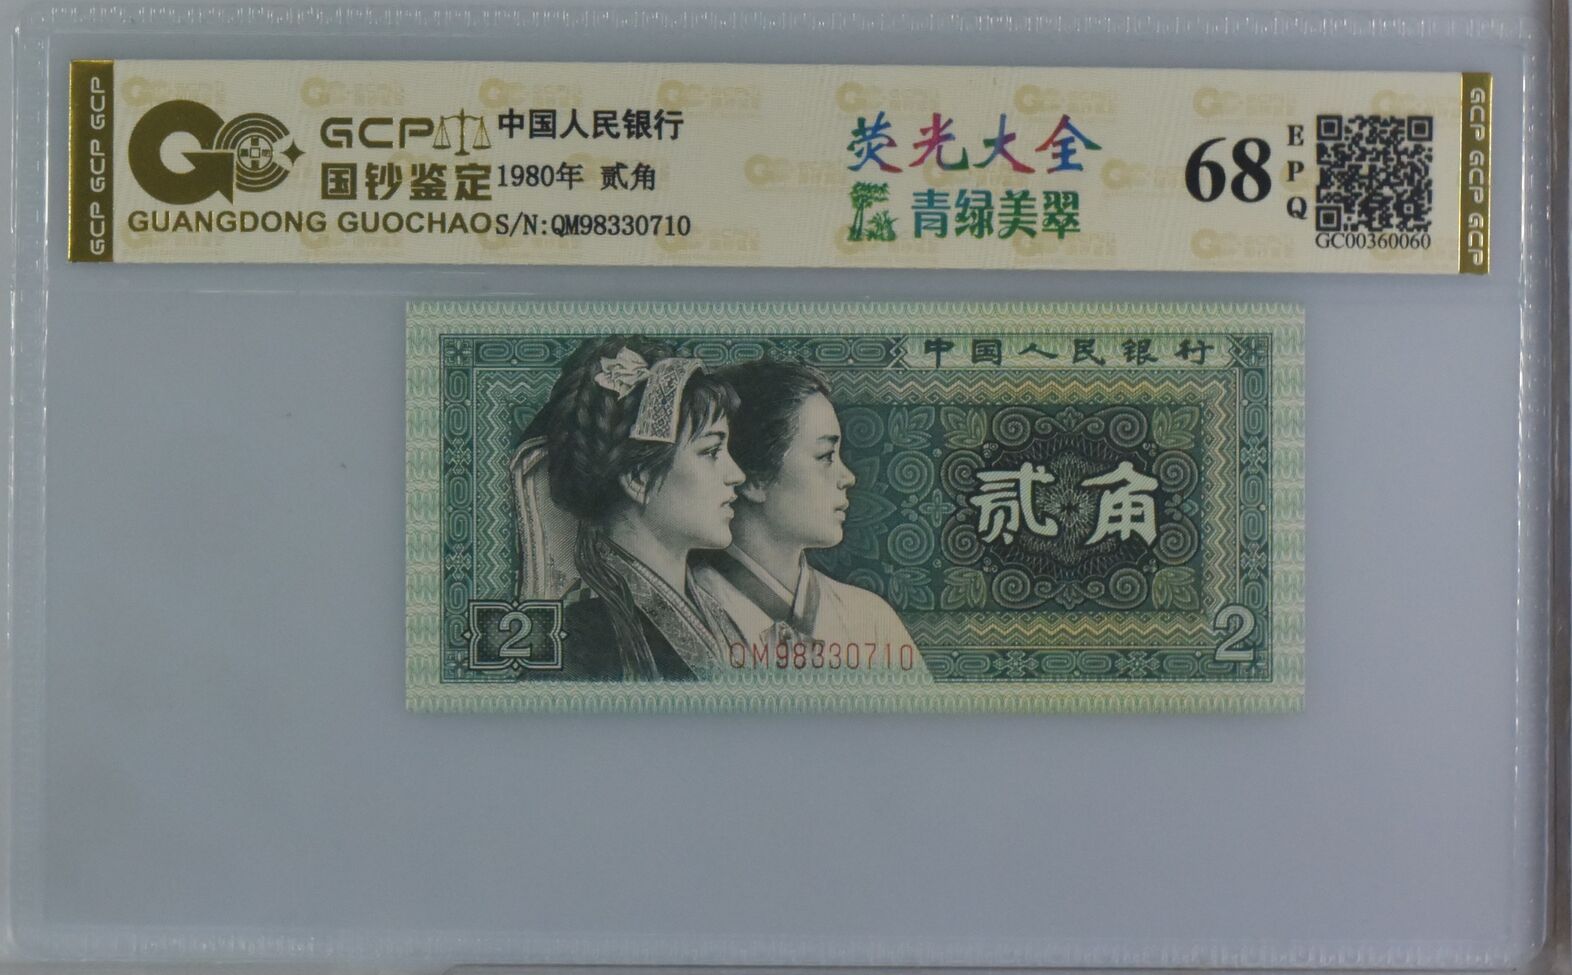 GCP GCP GCP
GCP
国钞鉴定
GUANGDONG GUOCHAO
中国人民银行
1980年 贰角
S/N:QM98330710
荧光大全
青绿美翠
68
EPQ
GC00360060
GCP GCP GCP
中国人民银行
贰角
2
QM98330710
2